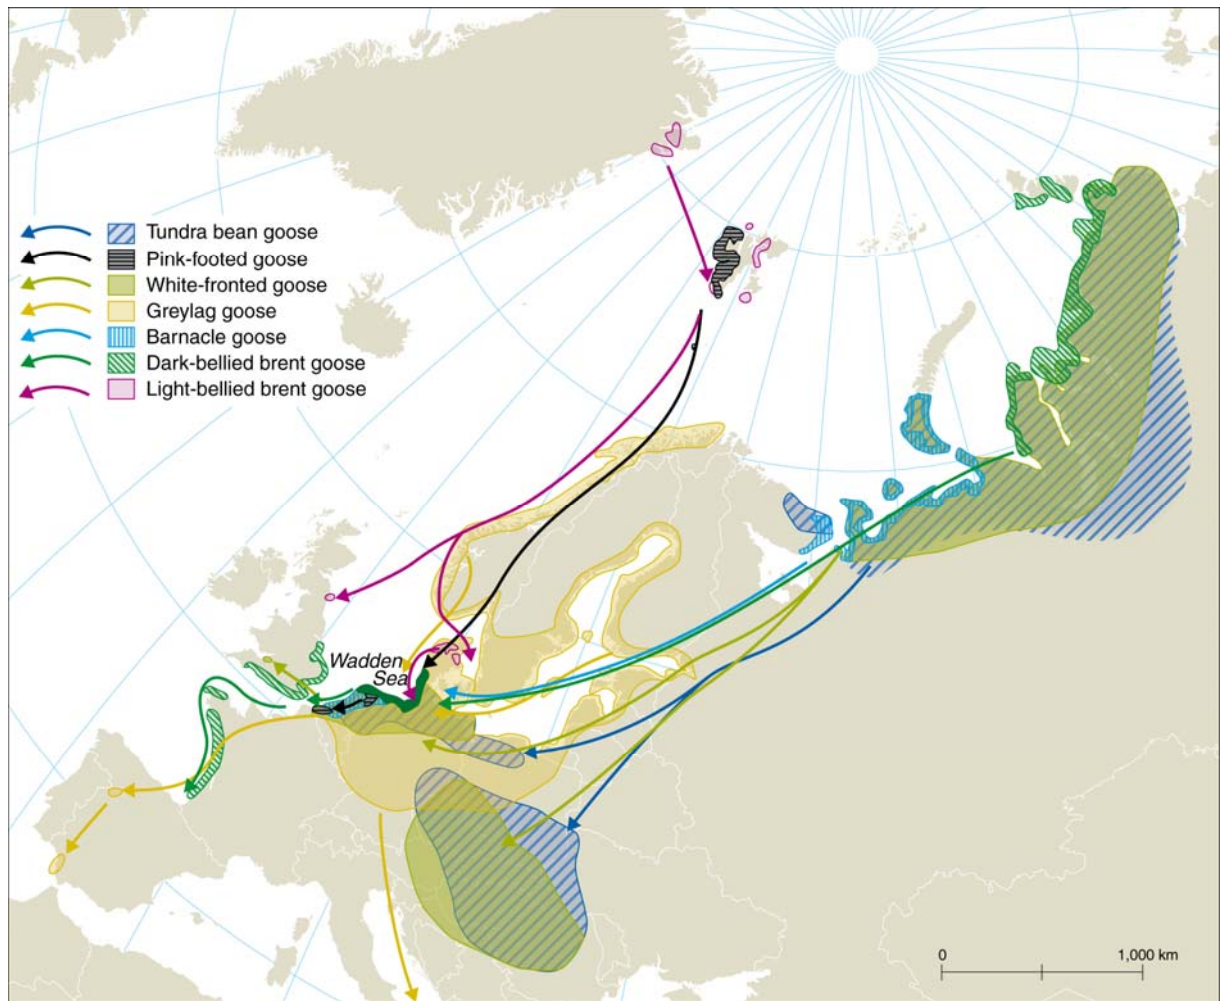 Tundra bean goose
Pink-footed goose
White-fronted goose
Greylag goose
Barnacle goose
Dark-bellied brent goose
Light-bellied brent goose
Wadden
Sea
0 1,000 km